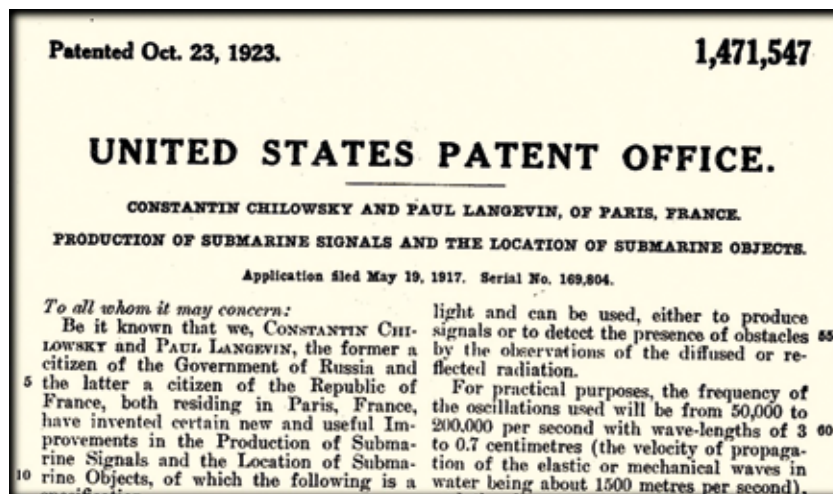 Patented Oct. 23, 1923.
1,471,547
UNITED STATES PATENT OFFICE.
CONSTANTIN CHILOWSKY AND PAUL LANGEVIN, OF PARIS, FRANCE.
PRODUCTION OF SUBMARINE SIGNALS AND THE LOCATION OF SUBMARINE OBJECTS.
Application filed May 19, 1917. Serial No. 169,804.
To all whom it may concern:
Be it known that we, CONSTANTIN CHI-
LOWSKY and PAUL LANGEVIN, the former a
citizen of the Government of Russia and
5 the latter a citizen of the Republic of
France, both residing in Paris, France,
have invented certain new and useful Im-
provements in the Production of Subma-
rine Signals and the Location of Subma-
10 rine Objects, of which the following is a
light and can be used, either to produce
signals or to detect the presence of obstacles 55
by the observations of the diffused or re-
flected radiation.
For practical purposes, the frequency of
the oscillations used will be from 50,000 to
200,000 per second with wave-lengths of 3 60
to 0.7 centimetres (the velocity of propaga-
tion of the elastic or mechanical waves in
water being about 1500 metres per second),